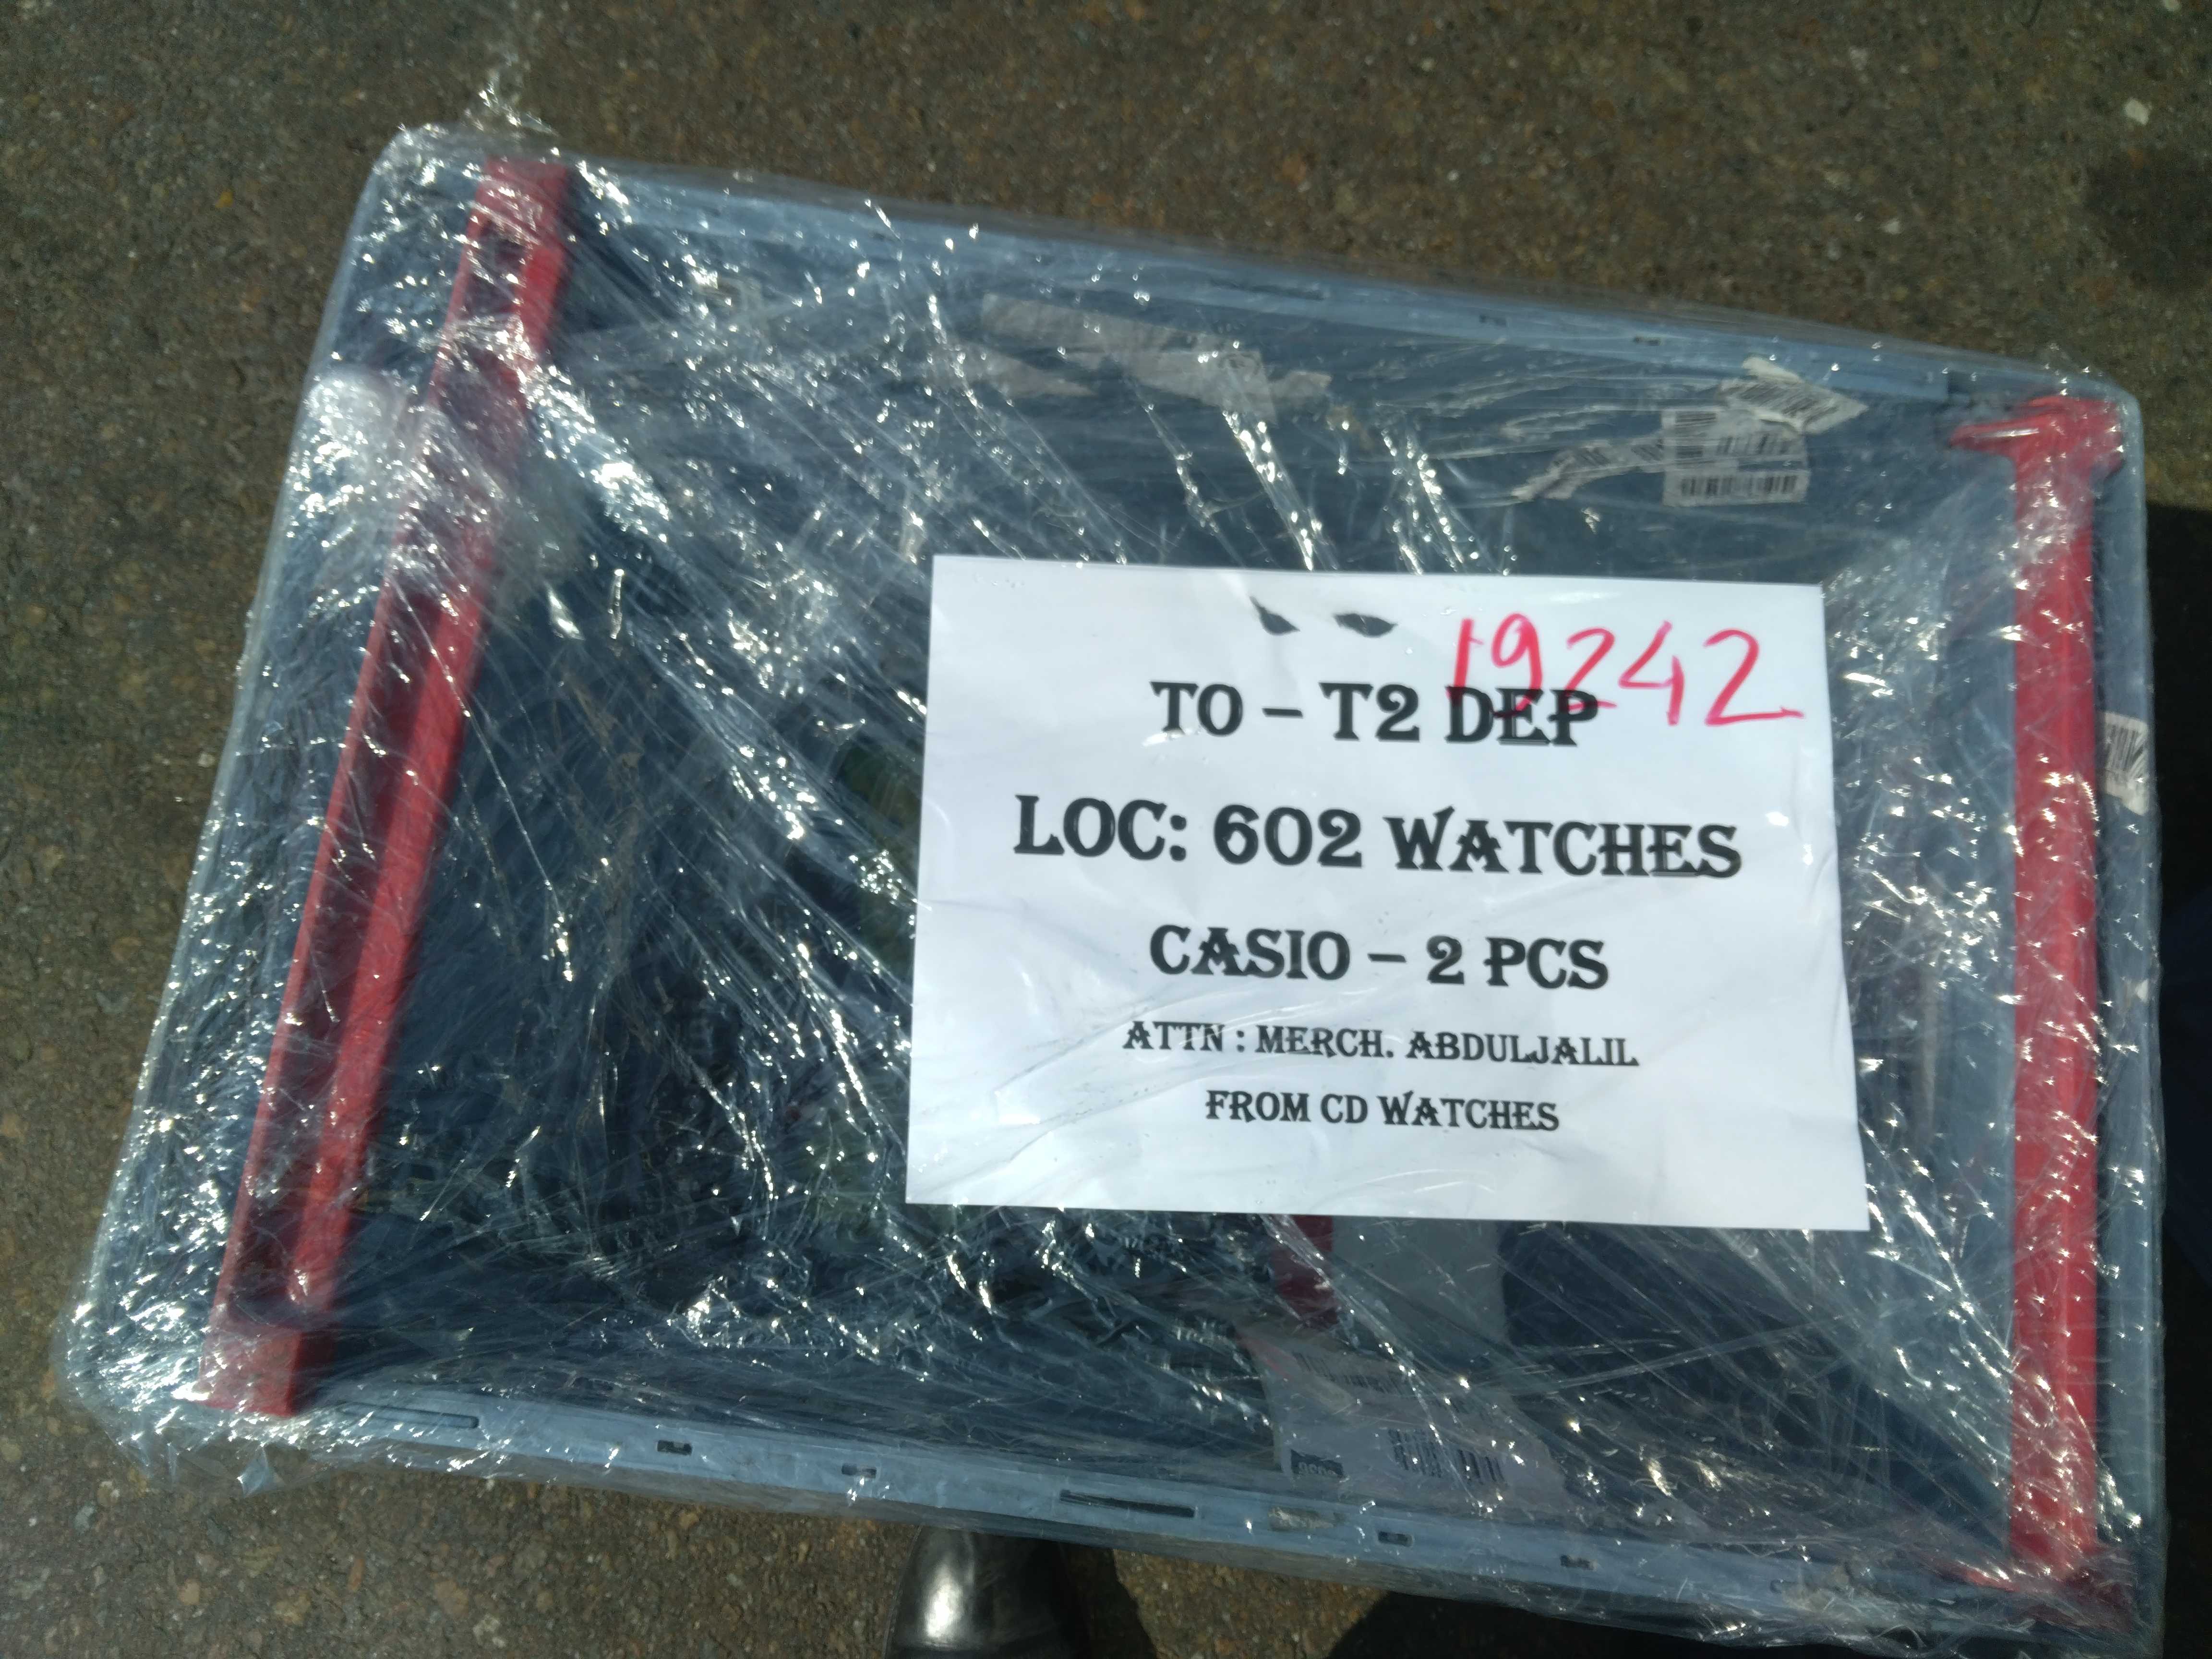 19242
TO – T2 DEP
LOC: 602 WATCHES
CASIO – 2 PCS
ATTN : MERCH. ABDULJALIL
FROM CD WATCHES